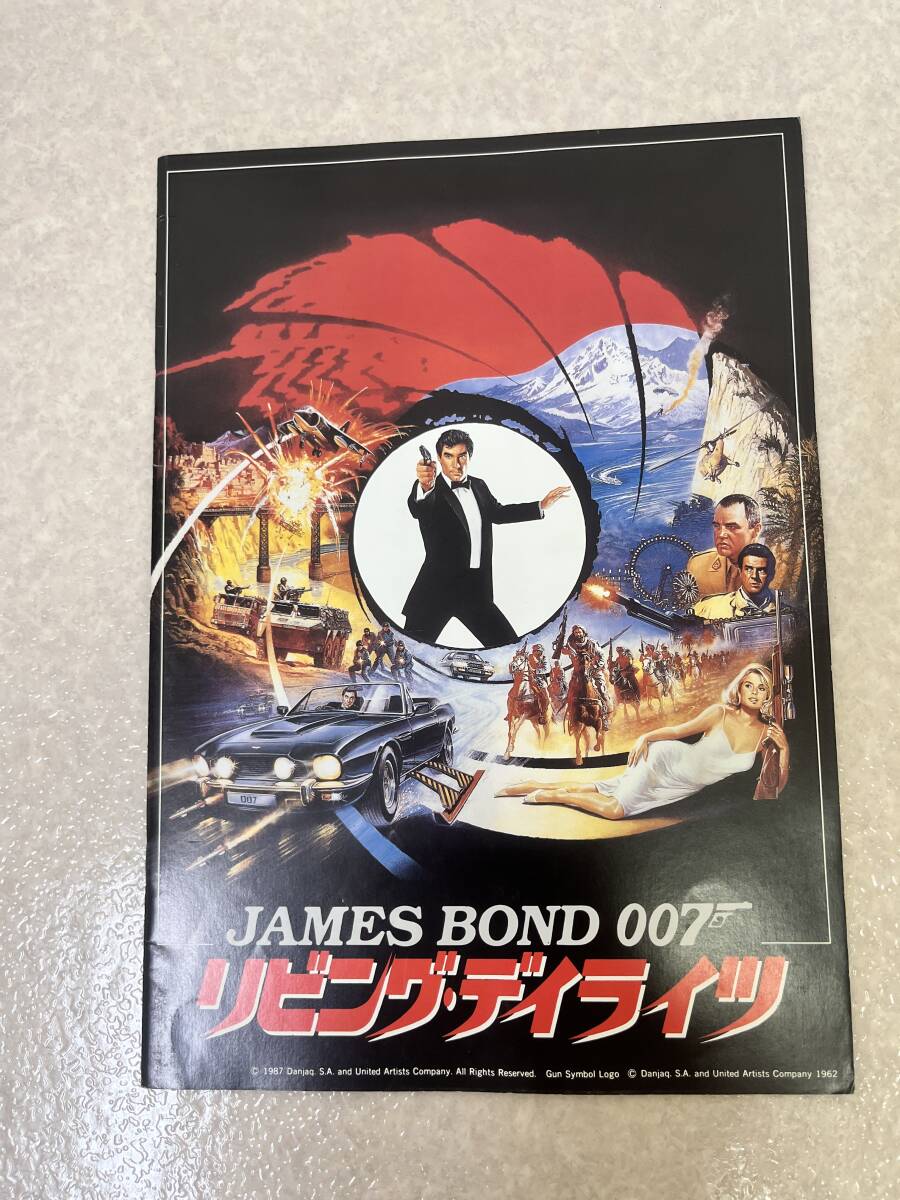 007
JAMES BOND 007
リビング・デイライツ
© 1987 Danjaq. S.A. and United Artists Company. All Rights Reserved. Gun Symbol Logo © Danjaq. S.A. and United Artists Company 1962